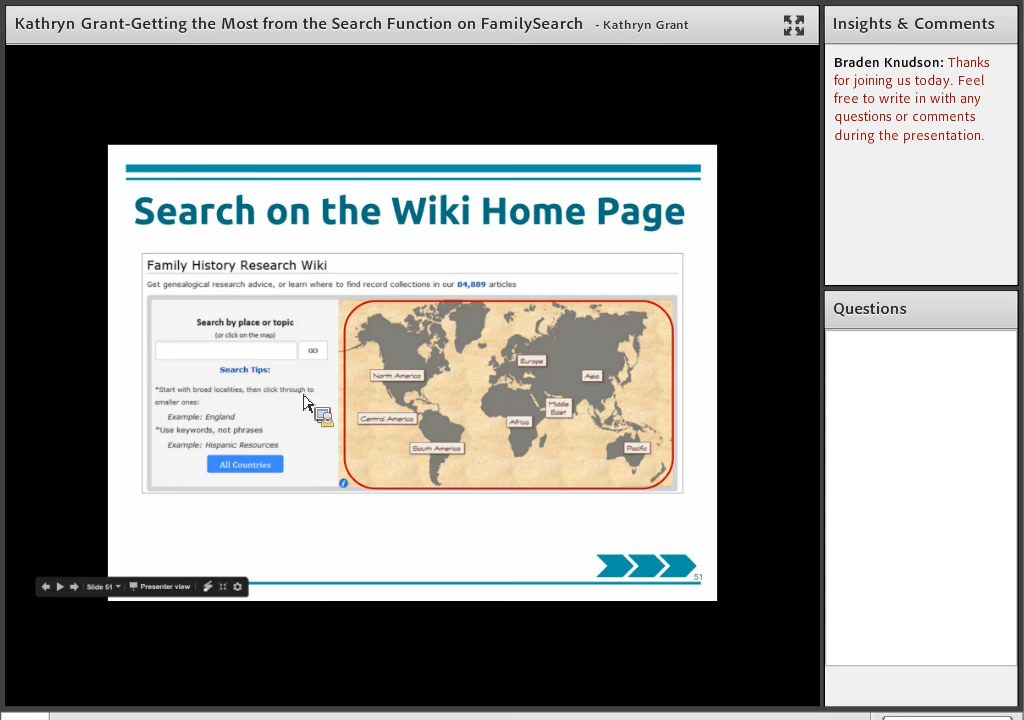 Kathryn Grant-Getting the Most from the Search Function on FamilySearch - Kathryn Grant
Insights & Comments
Braden Knudson: Thanks
for joining us today. Feel
free to write in with any
questions or comments
during the presentation.
Questions
Search on the Wiki Home Page
Family History Research Wiki
Get genealogical research advice, or learn where to find record collections in our 84,889 articles
Search by place or topic
(or click on the map)
GO
Search Tips:
*Start with broad localities, then click through to
smaller ones:
Example: England
*Use keywords, not phrases
Example: Hispanic Resources
All Countries
North America
Europe
Asia
Middle
East
Central America
Africa
South America
Pacific
i
51
Slide 51
Presenter view